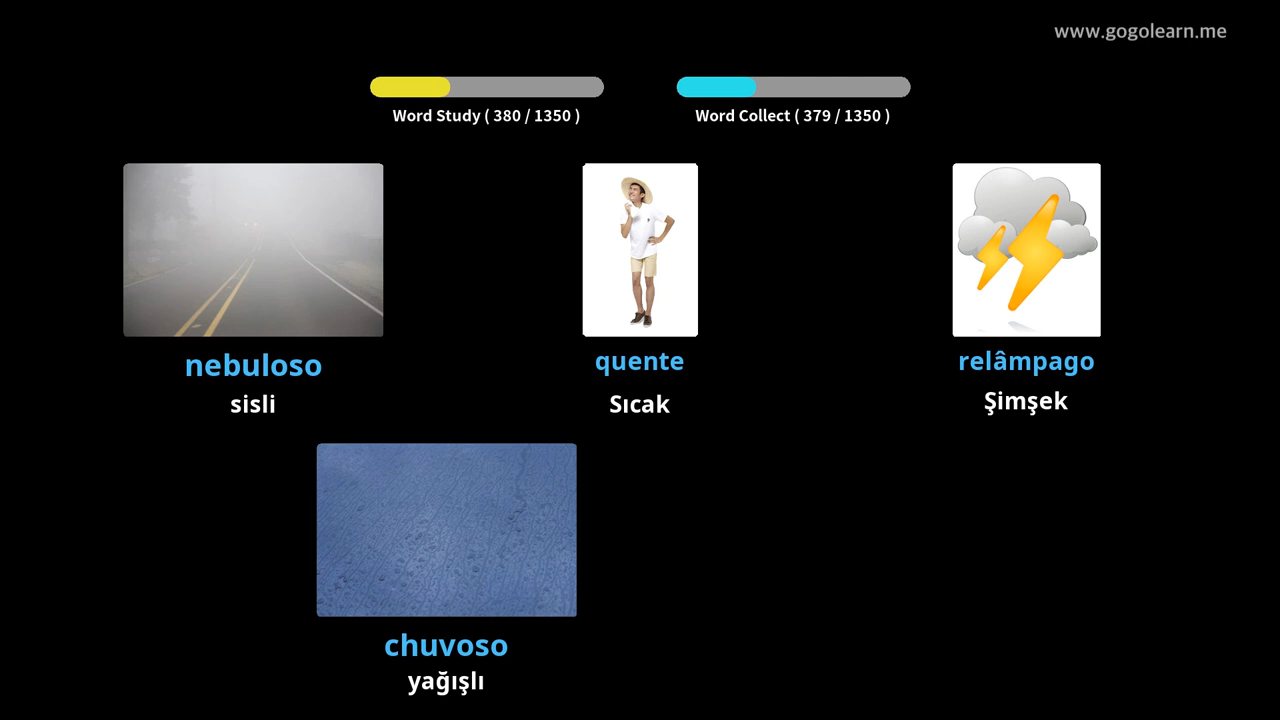 www.gogolearn.me
Word Study ( 380 / 1350 )
Word Collect ( 379 / 1350 )
nebuloso
sisli
quente
Sıcak
relâmpago
Şimşek
chuvoso
yağışlı